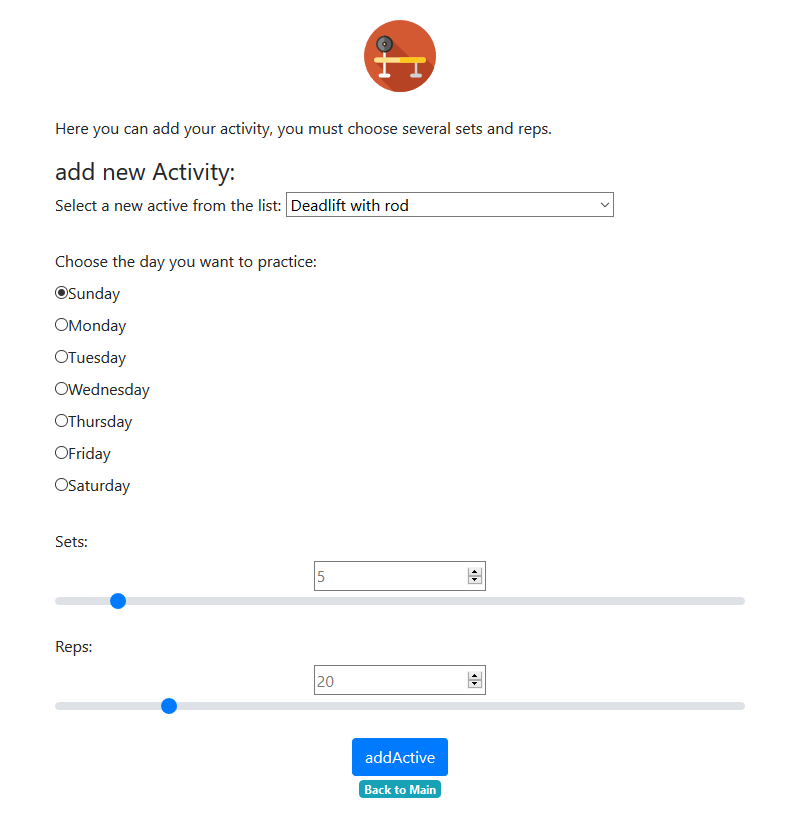 Here you can add your activity, you must choose several sets and reps.
add new Activity:
Select a new active from the list: Deadlift with rod
Choose the day you want to practice:
Sunday
Monday
Tuesday
Wednesday
Thursday
Friday
Saturday
Sets:
5
Reps:
20
addActive
Back to Main